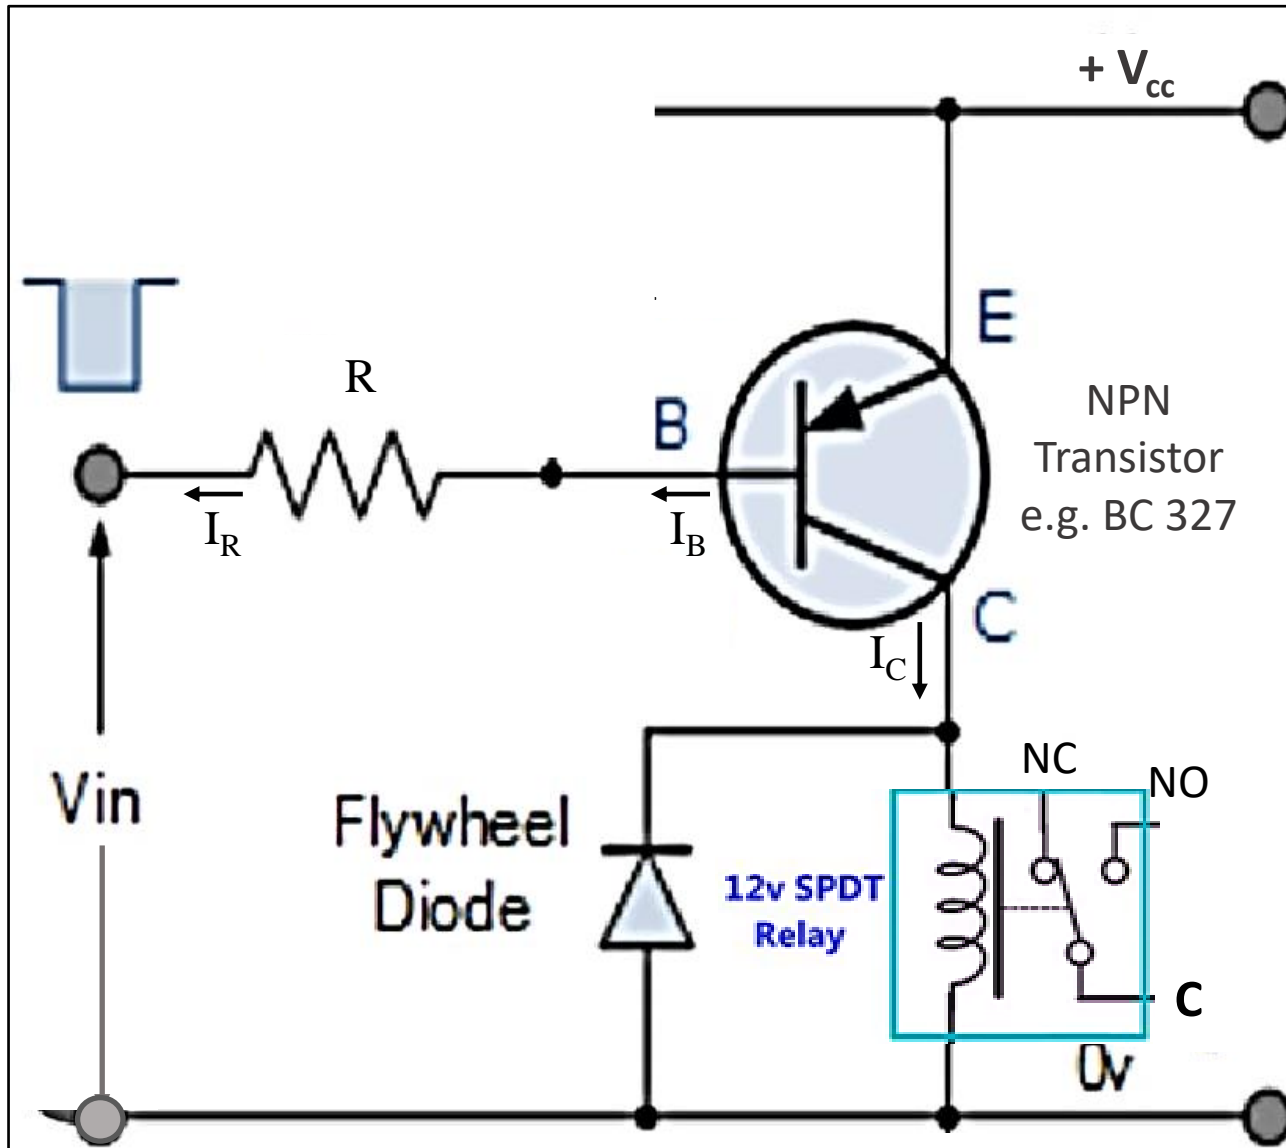 + Vcc
E
R
B
NPN
Transistor
e.g. BC 327
IR
IB
C
IC
NC
NO
Vin
Flywheel
Diode
12v SPDT
Relay
C
0v